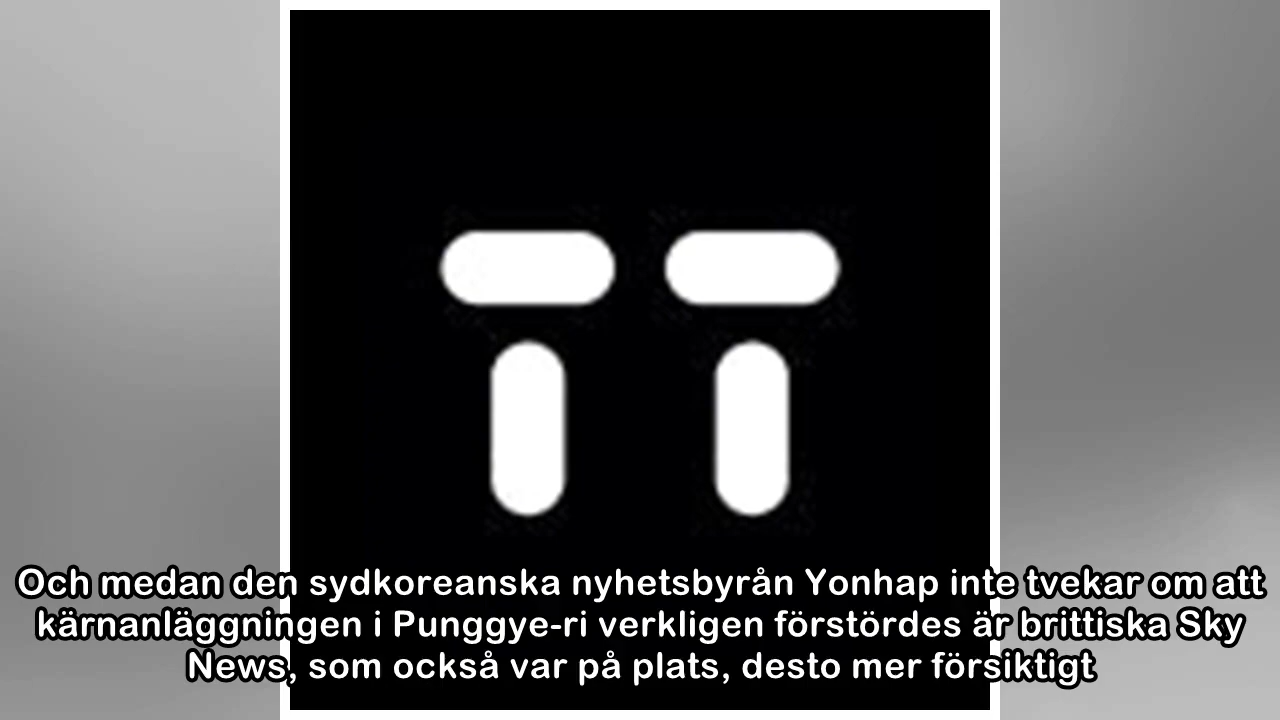 TT
Och medan den sydkoreanska nyhetsbyrån Yonhap inte tvekar om att
kärnanläggningen i Punggye-ri verkligen förstördes är brittiska Sky
News, som också var på plats, desto mer försiktigt